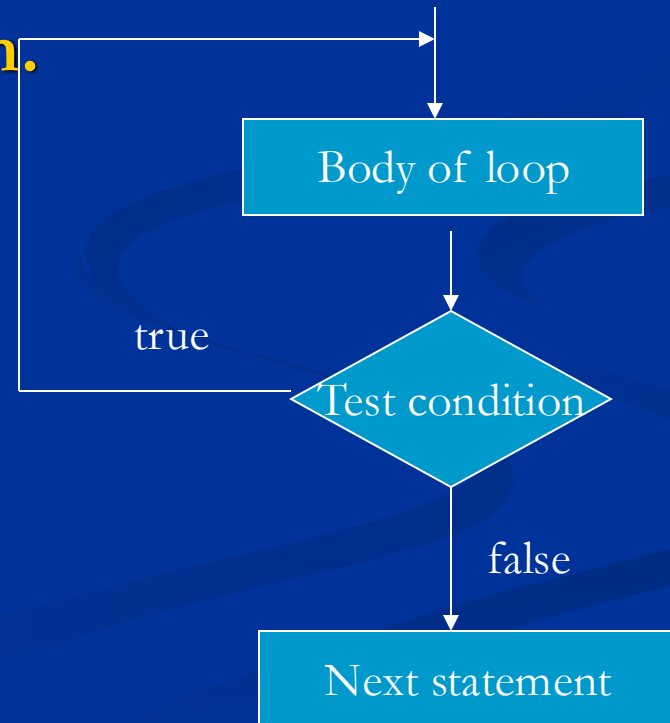 n.
Body of loop
true
Test condition
false
Next statement